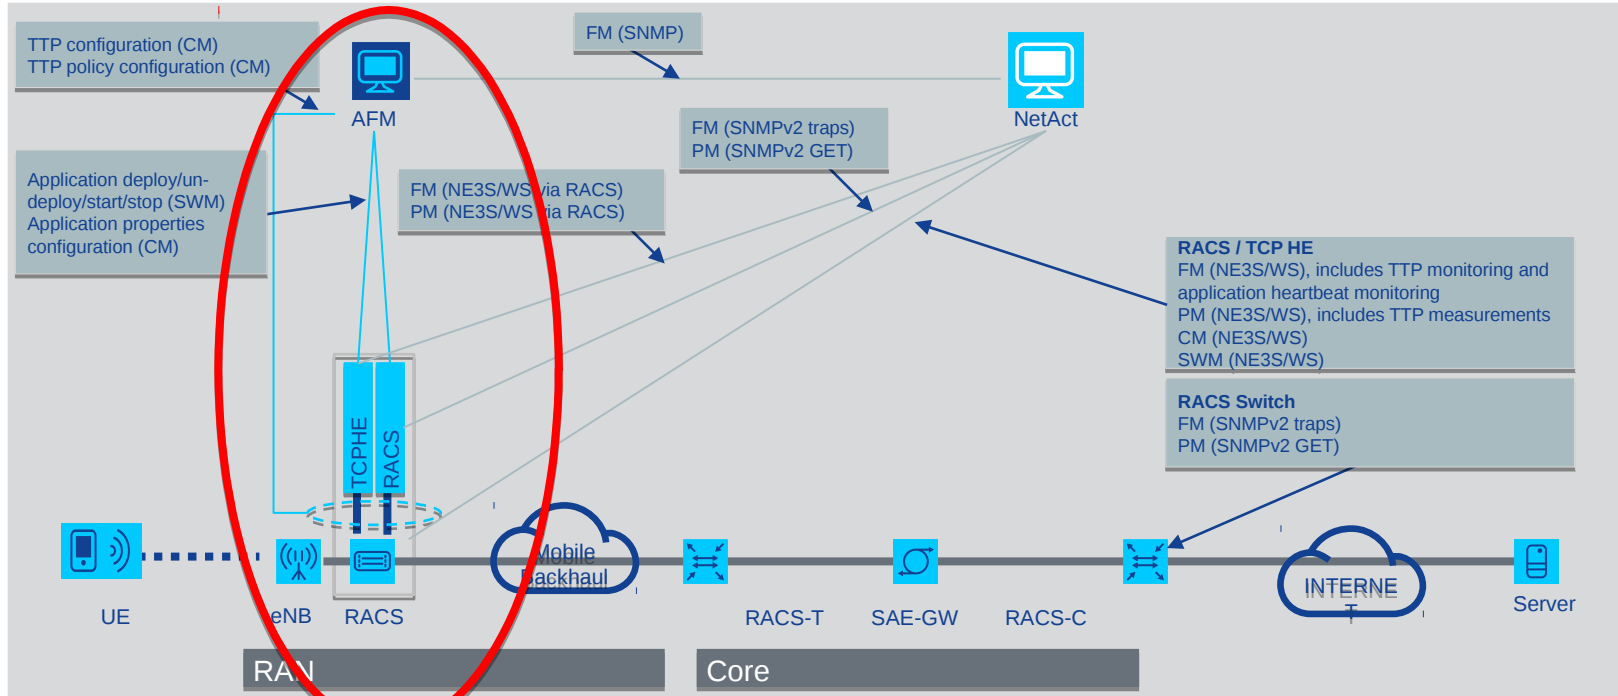 TTP configuration (CM)
TTP policy configuration (CM)
FM (SNMP)
AFM
NetAct
FM (SNMPv2 traps)
PM (SNMPv2 GET)
Application deploy/un-
deploy/start/stop (SWM)
Application properties
configuration (CM)
FM (NE3S/WS via RACS)
PM (NE3S/WS via RACS)
RACS / TCP HE
FM (NE3S/WS), includes TTP monitoring and
application heartbeat monitoring
PM (NE3S/WS), includes TTP measurements
CM (NE3S/WS)
SWM (NE3S/WS)
RACS Switch
FM (SNMPv2 traps)
PM (SNMPv2 GET)
TCPHE
RACS
Mobile
Backhaul
INTERNE
T
UE
eNB
RACS
RACS-T
SAE-GW
RACS-C
Server
RAN
Core